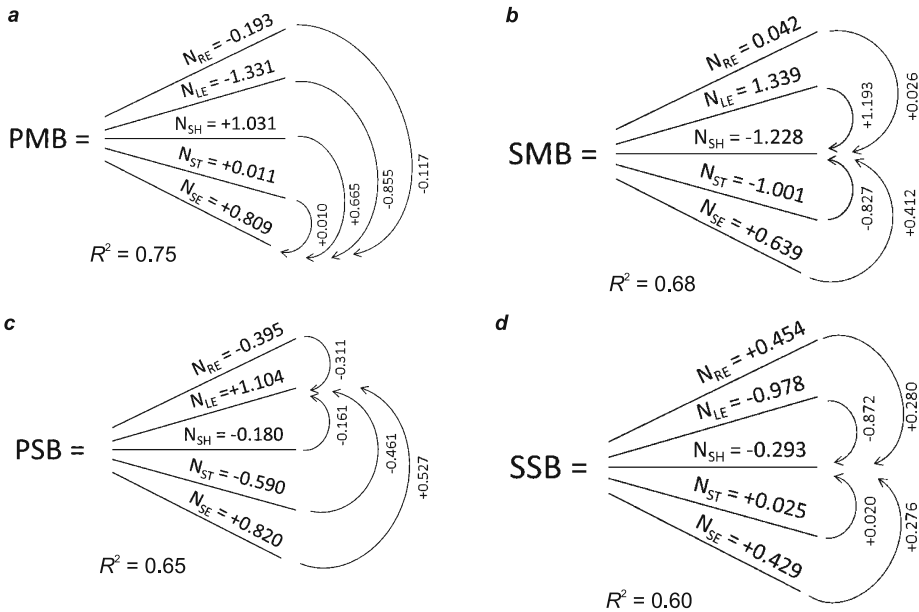 a
N_RE = -0.193
N_LE = -1.331
PMB =
N_SH = +1.031
N_ST = +0.011
N_SE = +0.809
+0.010
+0.665
-0.855
-0.117
R² = 0.75
b
N_RE = 0.042
N_LE = 1.339
SMB =
N_SH = -1.228
N_ST = -1.001
N_SE = +0.639
+1.193
+0.026
-0.827
+0.412
R² = 0.68
c
N_RE = -0.395
N_LE =+1.104
PSB =
N_SH = -0.180
N_ST = -0.590
N_SE = +0.820
-0.311
-0.161
-0.461
+0.527
R² = 0.65
d
N_RE = +0.454
N_LE = -0.978
SSB =
N_SH = -0.293
N_ST = +0.025
N_SE = +0.429
-0.872
+0.280
+0.020
+0.276
R² = 0.60